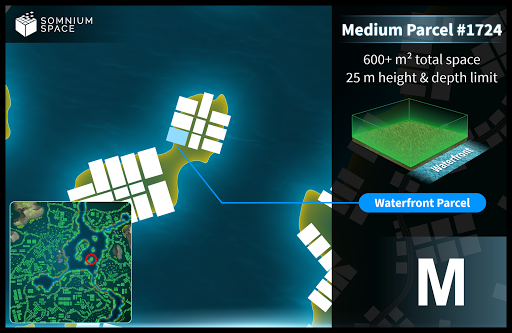 SOMNIUM
SPACE
Medium Parcel #1724
600+ m² total space
25 m height & depth limit
Waterfront
Waterfront Parcel
M